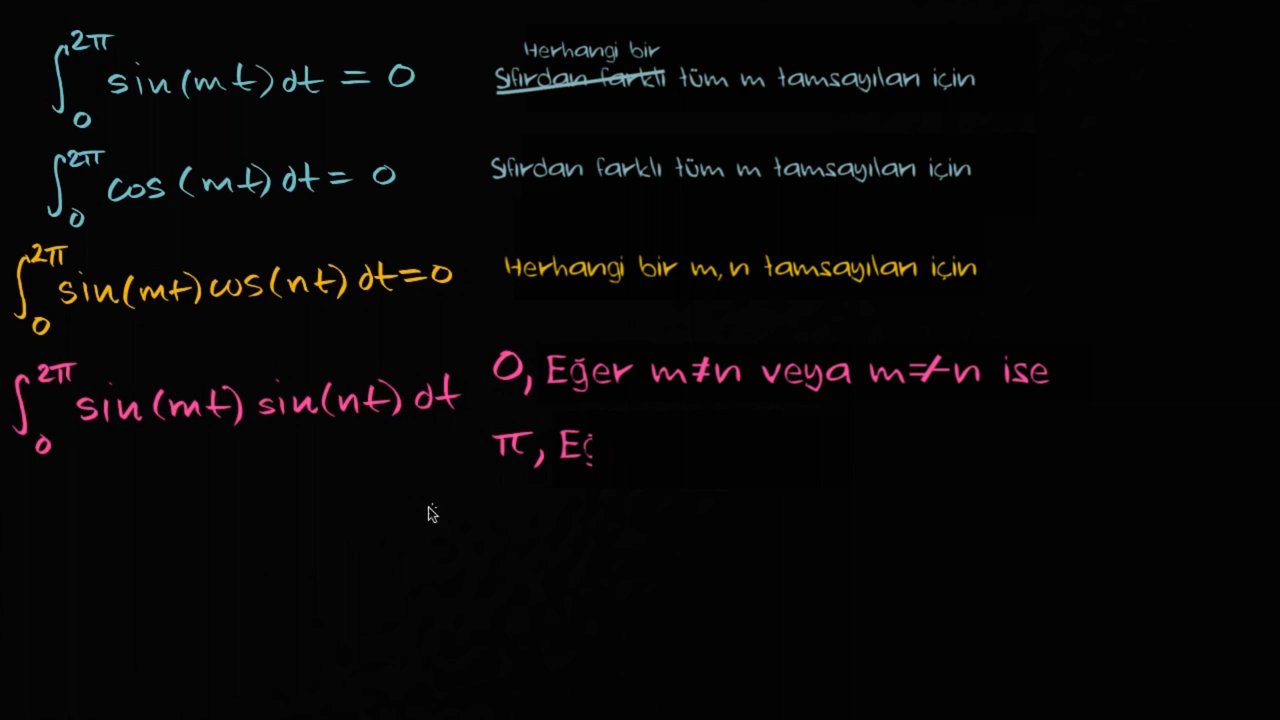 ∫₀^2π sin(mt)dt = 0
Herhangi bir
Sıfırdan farklı tüm m tamsayıları için
∫₀^2π cos(mt)dt = 0 Sıfırdan farklı tüm m tamsayıları için
∫₀^2π sin(mt)cos(nt)dt=0 Herhangi bir m,n tamsayıları için
∫₀^2π sin(mt)sin(nt)dt
0, Eğer m≠n veya m≠-n ise
π, Eğ